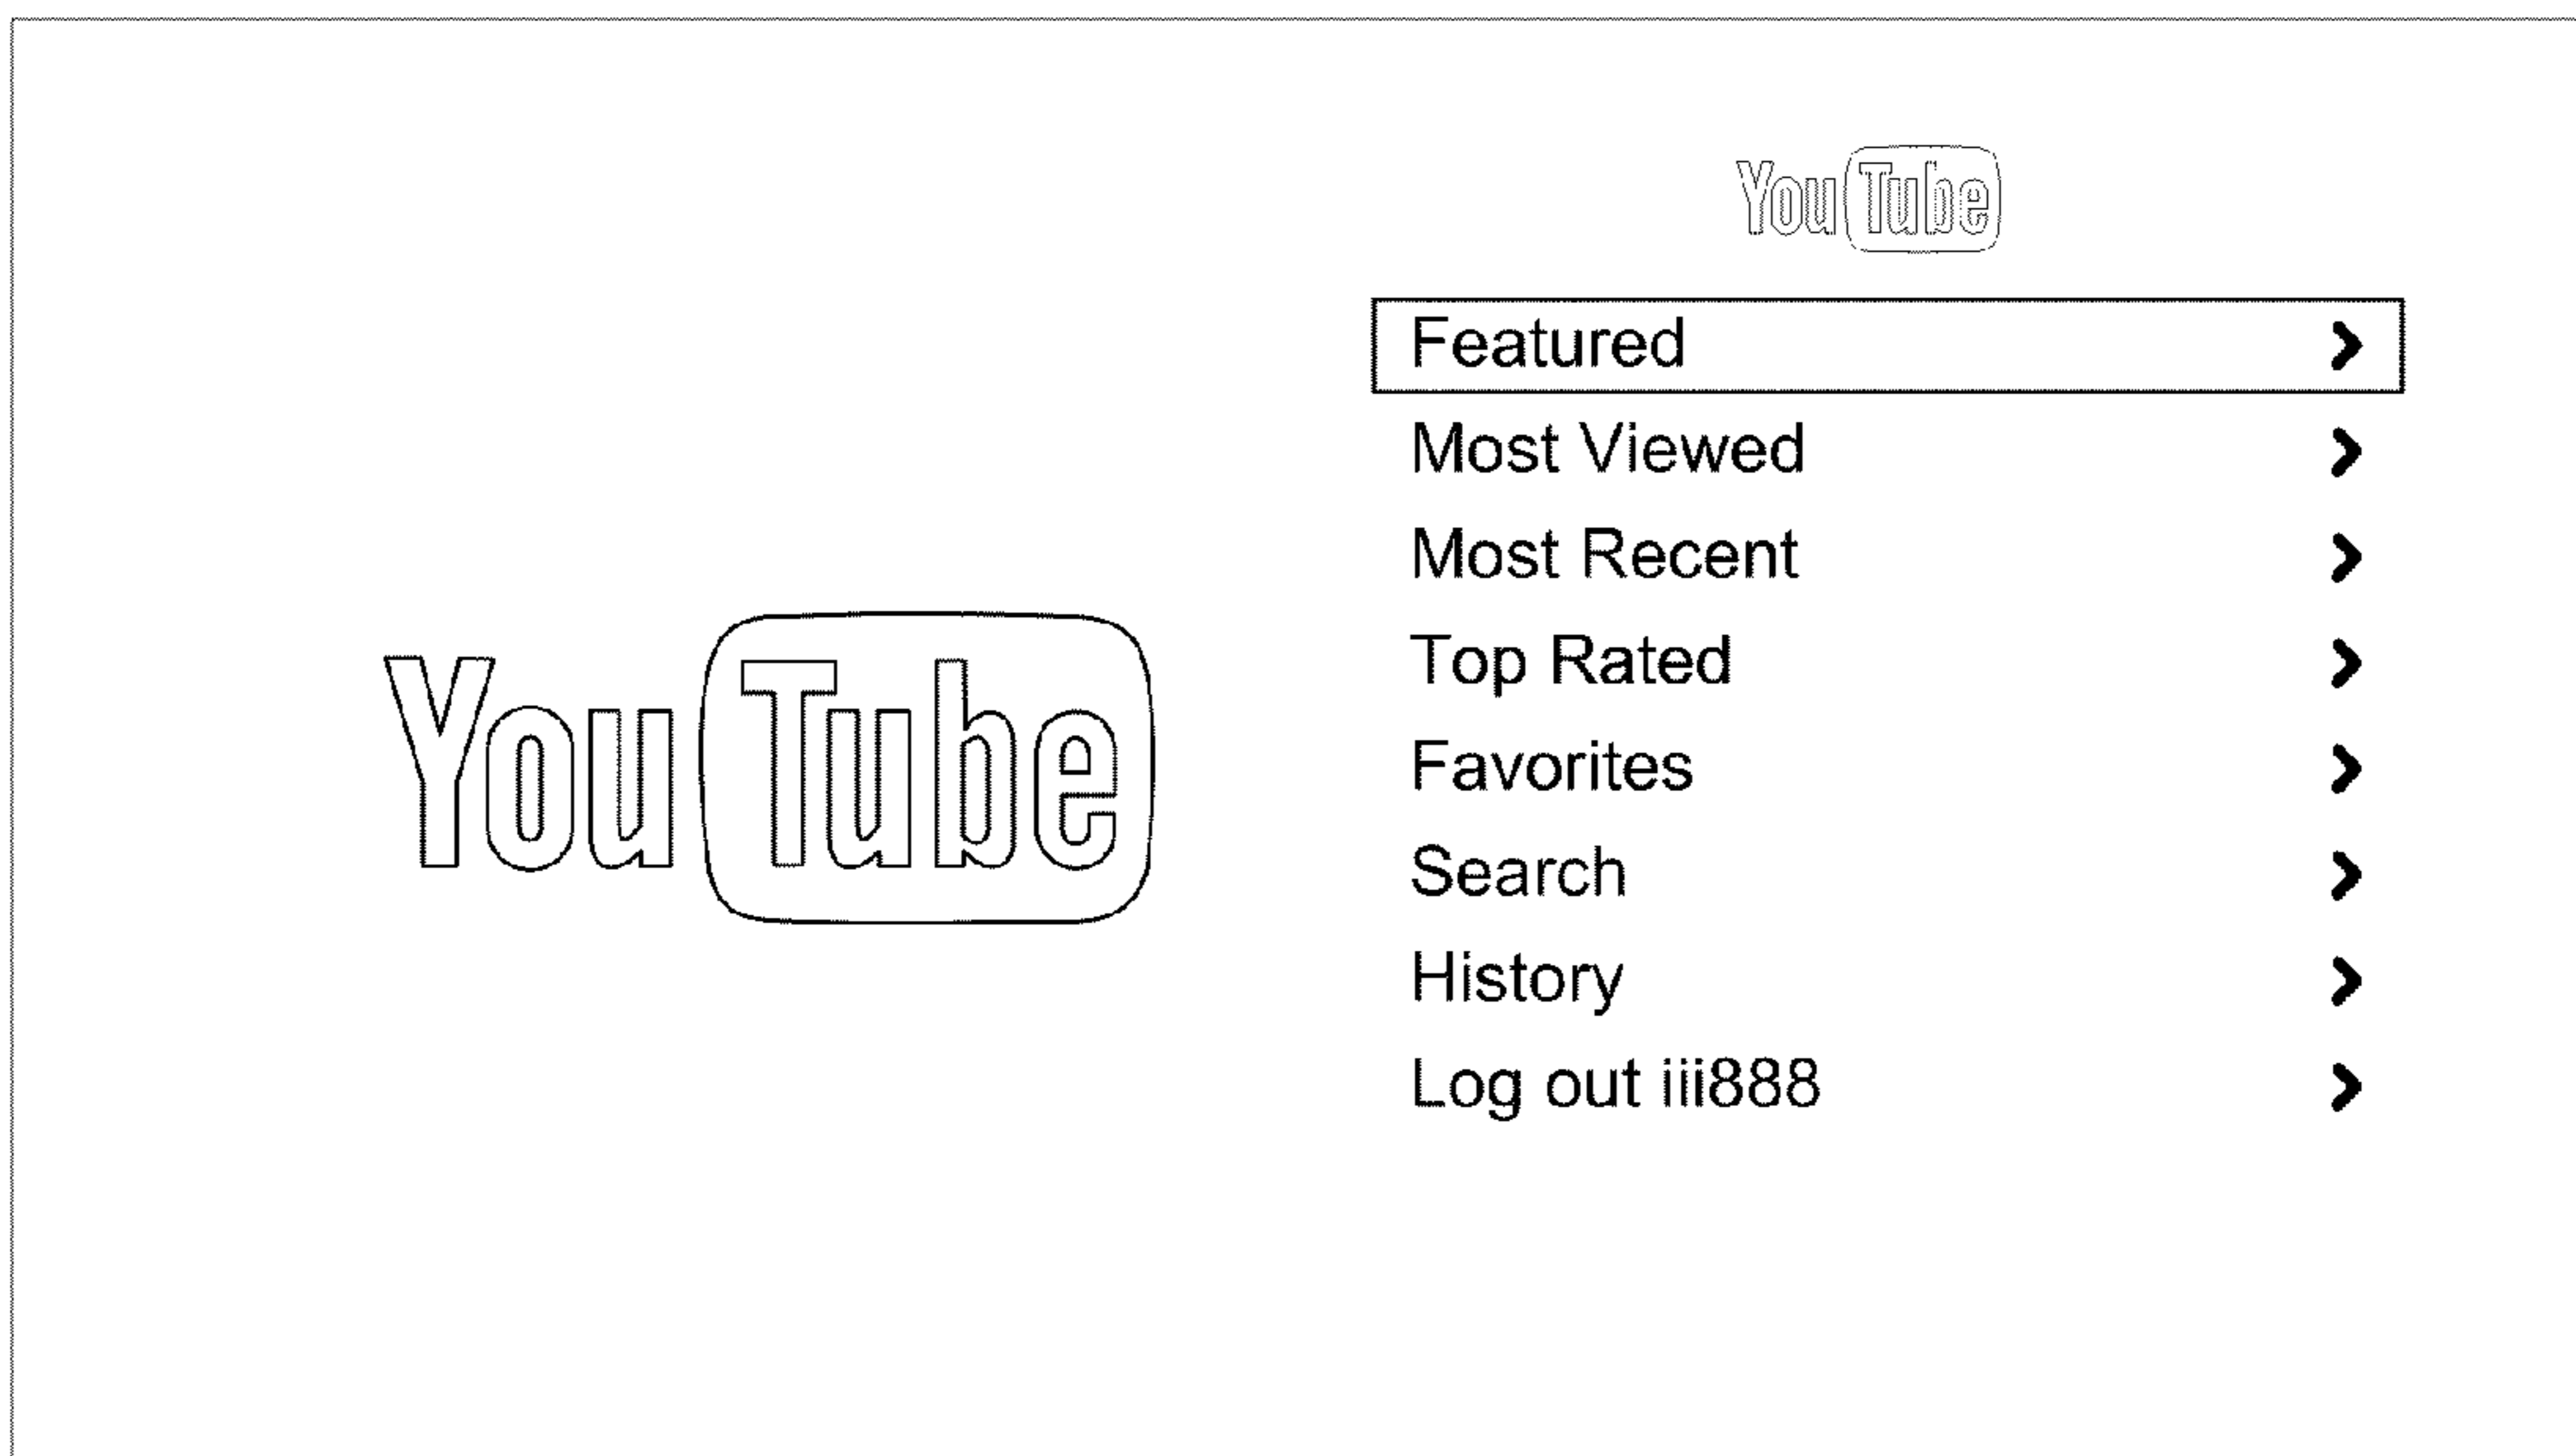 YouTube
Featured
Most Viewed
Most Recent
Top Rated
Favorites
Search
History
Log out iii888
YouTube